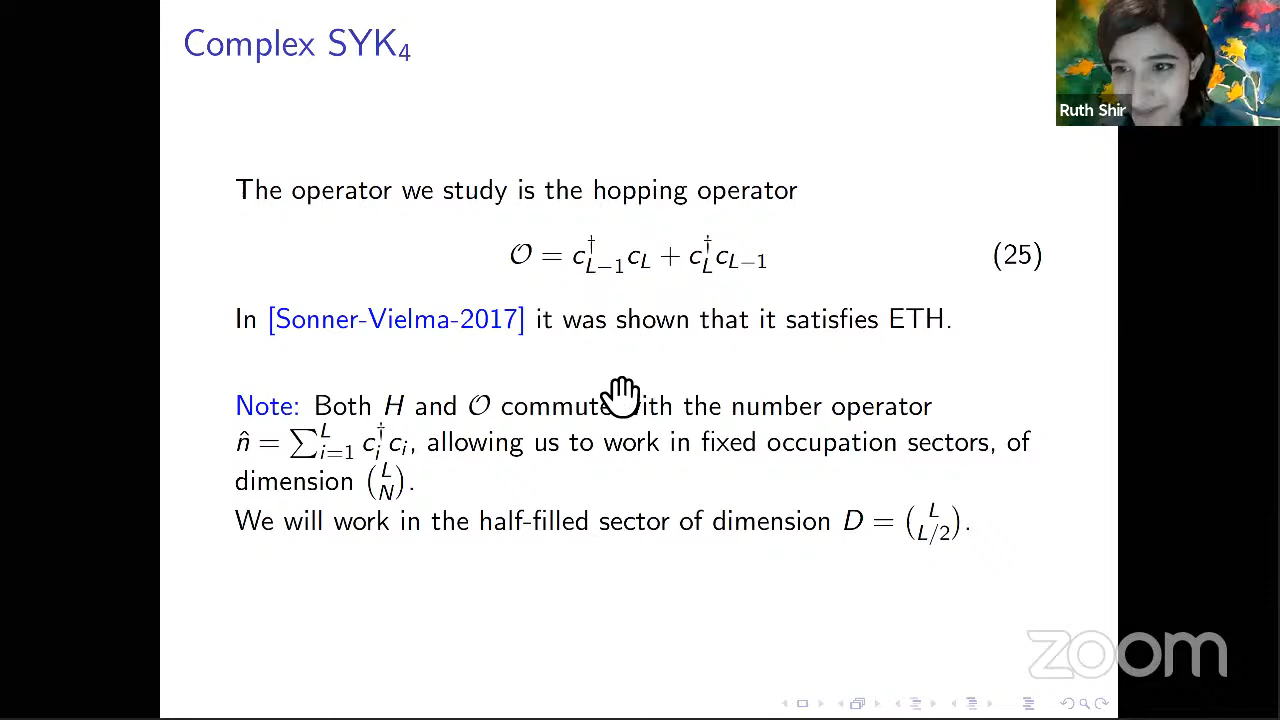 Complex SYK₄
Ruth Shir
The operator we study is the hopping operator
𝒪 = c†_{L−1}c_L + c†_L c_{L−1} (25)
In [Sonner-Vielma-2017] it was shown that it satisfies ETH.
Note: Both H and 𝒪 commute with the number operator
n̂ = ∑_{i=1}^{L} c†_i c_i, allowing us to work in fixed occupation sectors, of
dimension (L N).
We will work in the half-filled sector of dimension D = (L L/2).
zoom